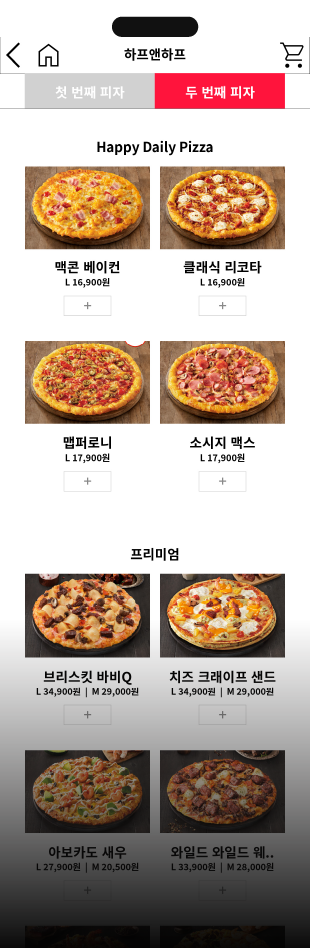 하프앤하프
첫 번째 피자
두 번째 피자
Happy Daily Pizza
맥콘 베이컨
클래식 리코타
L 16,900원
L 16,900원
+
+
맵퍼로니
소시지 맥스
L 17,900원
L 17,900원
+
+
프리미엄
브리스킷 바비Q
치즈 크레이프 샌드
L 34,900원 | M 29,000원
L 34,900원 | M 29,000원
+
+
아보카도 새우
와일드 와일드 웨..
L 27,900원 | M 20,500원
L 33,900원 | M 28,000원
+
+